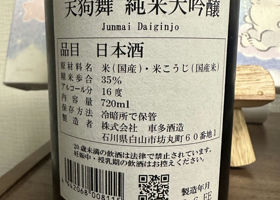 天狗舞 純米大吟醸
Junmai Daiginjo
品目 日本酒
原材料名 米(国産)・米こうじ(国産米)
精米歩合 35%
アルコール分 16度
内容量 720ml
保存方法 冷暗所で保管
製造者 株式会社 車多酒造
石川県白山市坊丸町60番地1
20歳未満の飲酒は法律で禁止されています。
妊娠中・授乳期の飲酒はお控えください。
製造年月